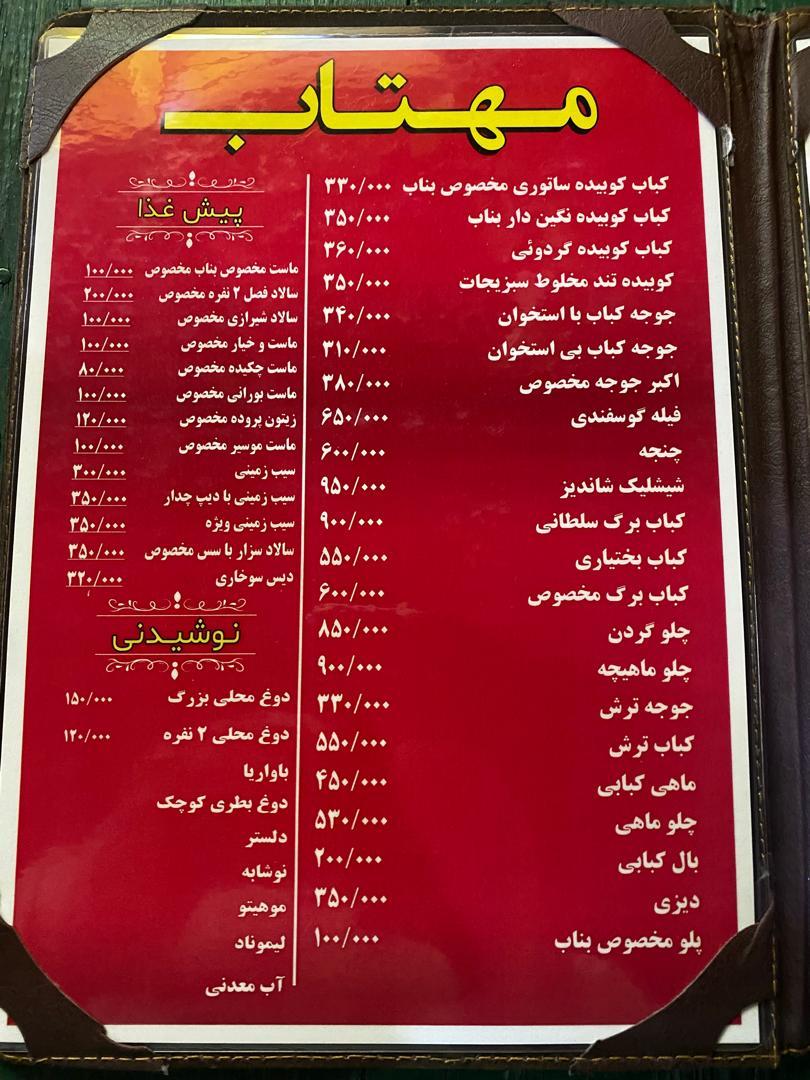 مهتاب
کباب کوبیده ساتوری مخصوص بناب ۳۳۰/۰۰۰
کباب کوبیده نگین دار بناب ۳۵۰/۰۰۰
کباب کوبیده گردوئی ۳۶۰/۰۰۰
کوبیده تند مخلوط سبزیجات ۳۵۰/۰۰۰
جوجه کباب با استخوان ۳۴۰/۰۰۰
جوجه کباب بی استخوان ۳۱۰/۰۰۰
اکبر جوجه مخصوص ۳۸۰/۰۰۰
فیله گوسفندی ۶۵۰/۰۰۰
چنجه ۶۰۰/۰۰۰
شیشلیک شاندیز ۹۵۰/۰۰۰
کباب برگ سلطانی ۹۰۰/۰۰۰
کباب بختیاری ۵۵۰/۰۰۰
کباب برگ مخصوص ۶۰۰/۰۰۰
چلو گردن ۸۵۰/۰۰۰
چلو ماهیچه ۹۰۰/۰۰۰
جوجه ترش ۳۳۰/۰۰۰
کباب ترش ۵۵۰/۰۰۰
ماهی کبابی ۴۵۰/۰۰۰
چلو ماهی ۵۳۰/۰۰۰
بال کبابی ۲۰۰/۰۰۰
دیزی ۳۵۰/۰۰۰
پلو مخصوص بناب ۱۰۰/۰۰۰
پیش غذا
ماست مخصوص بناب مخصوص ۱۰۰/۰۰۰
سالاد فصل ۲ نفره مخصوص ۲۰۰/۰۰۰
سالاد شیرازی مخصوص ۱۰۰/۰۰۰
ماست و خیار مخصوص ۱۰۰/۰۰۰
ماست چکیده مخصوص ۸۰/۰۰۰
ماست بورانی مخصوص ۱۰۰/۰۰۰
زیتون پروده مخصوص ۱۲۰/۰۰۰
ماست موسیر مخصوص ۱۰۰/۰۰۰
سیب زمینی ۳۰۰/۰۰۰
سیب زمینی با دیپ چدار ۳۵۰/۰۰۰
سیب زمینی ویژه ۳۵۰/۰۰۰
سالاد سزار با سس مخصوص ۳۵۰/۰۰۰
دیس سوخاری ۳۲۰/۰۰۰
نوشیدنی
دوغ محلی بزرگ ۱۵۰/۰۰۰
دوغ محلی ۲ نفره ۱۲۰/۰۰۰
باواریا
دوغ بطری کوچک
دلستر
نوشابه
موهیتو
لیموناد
آب معدنی